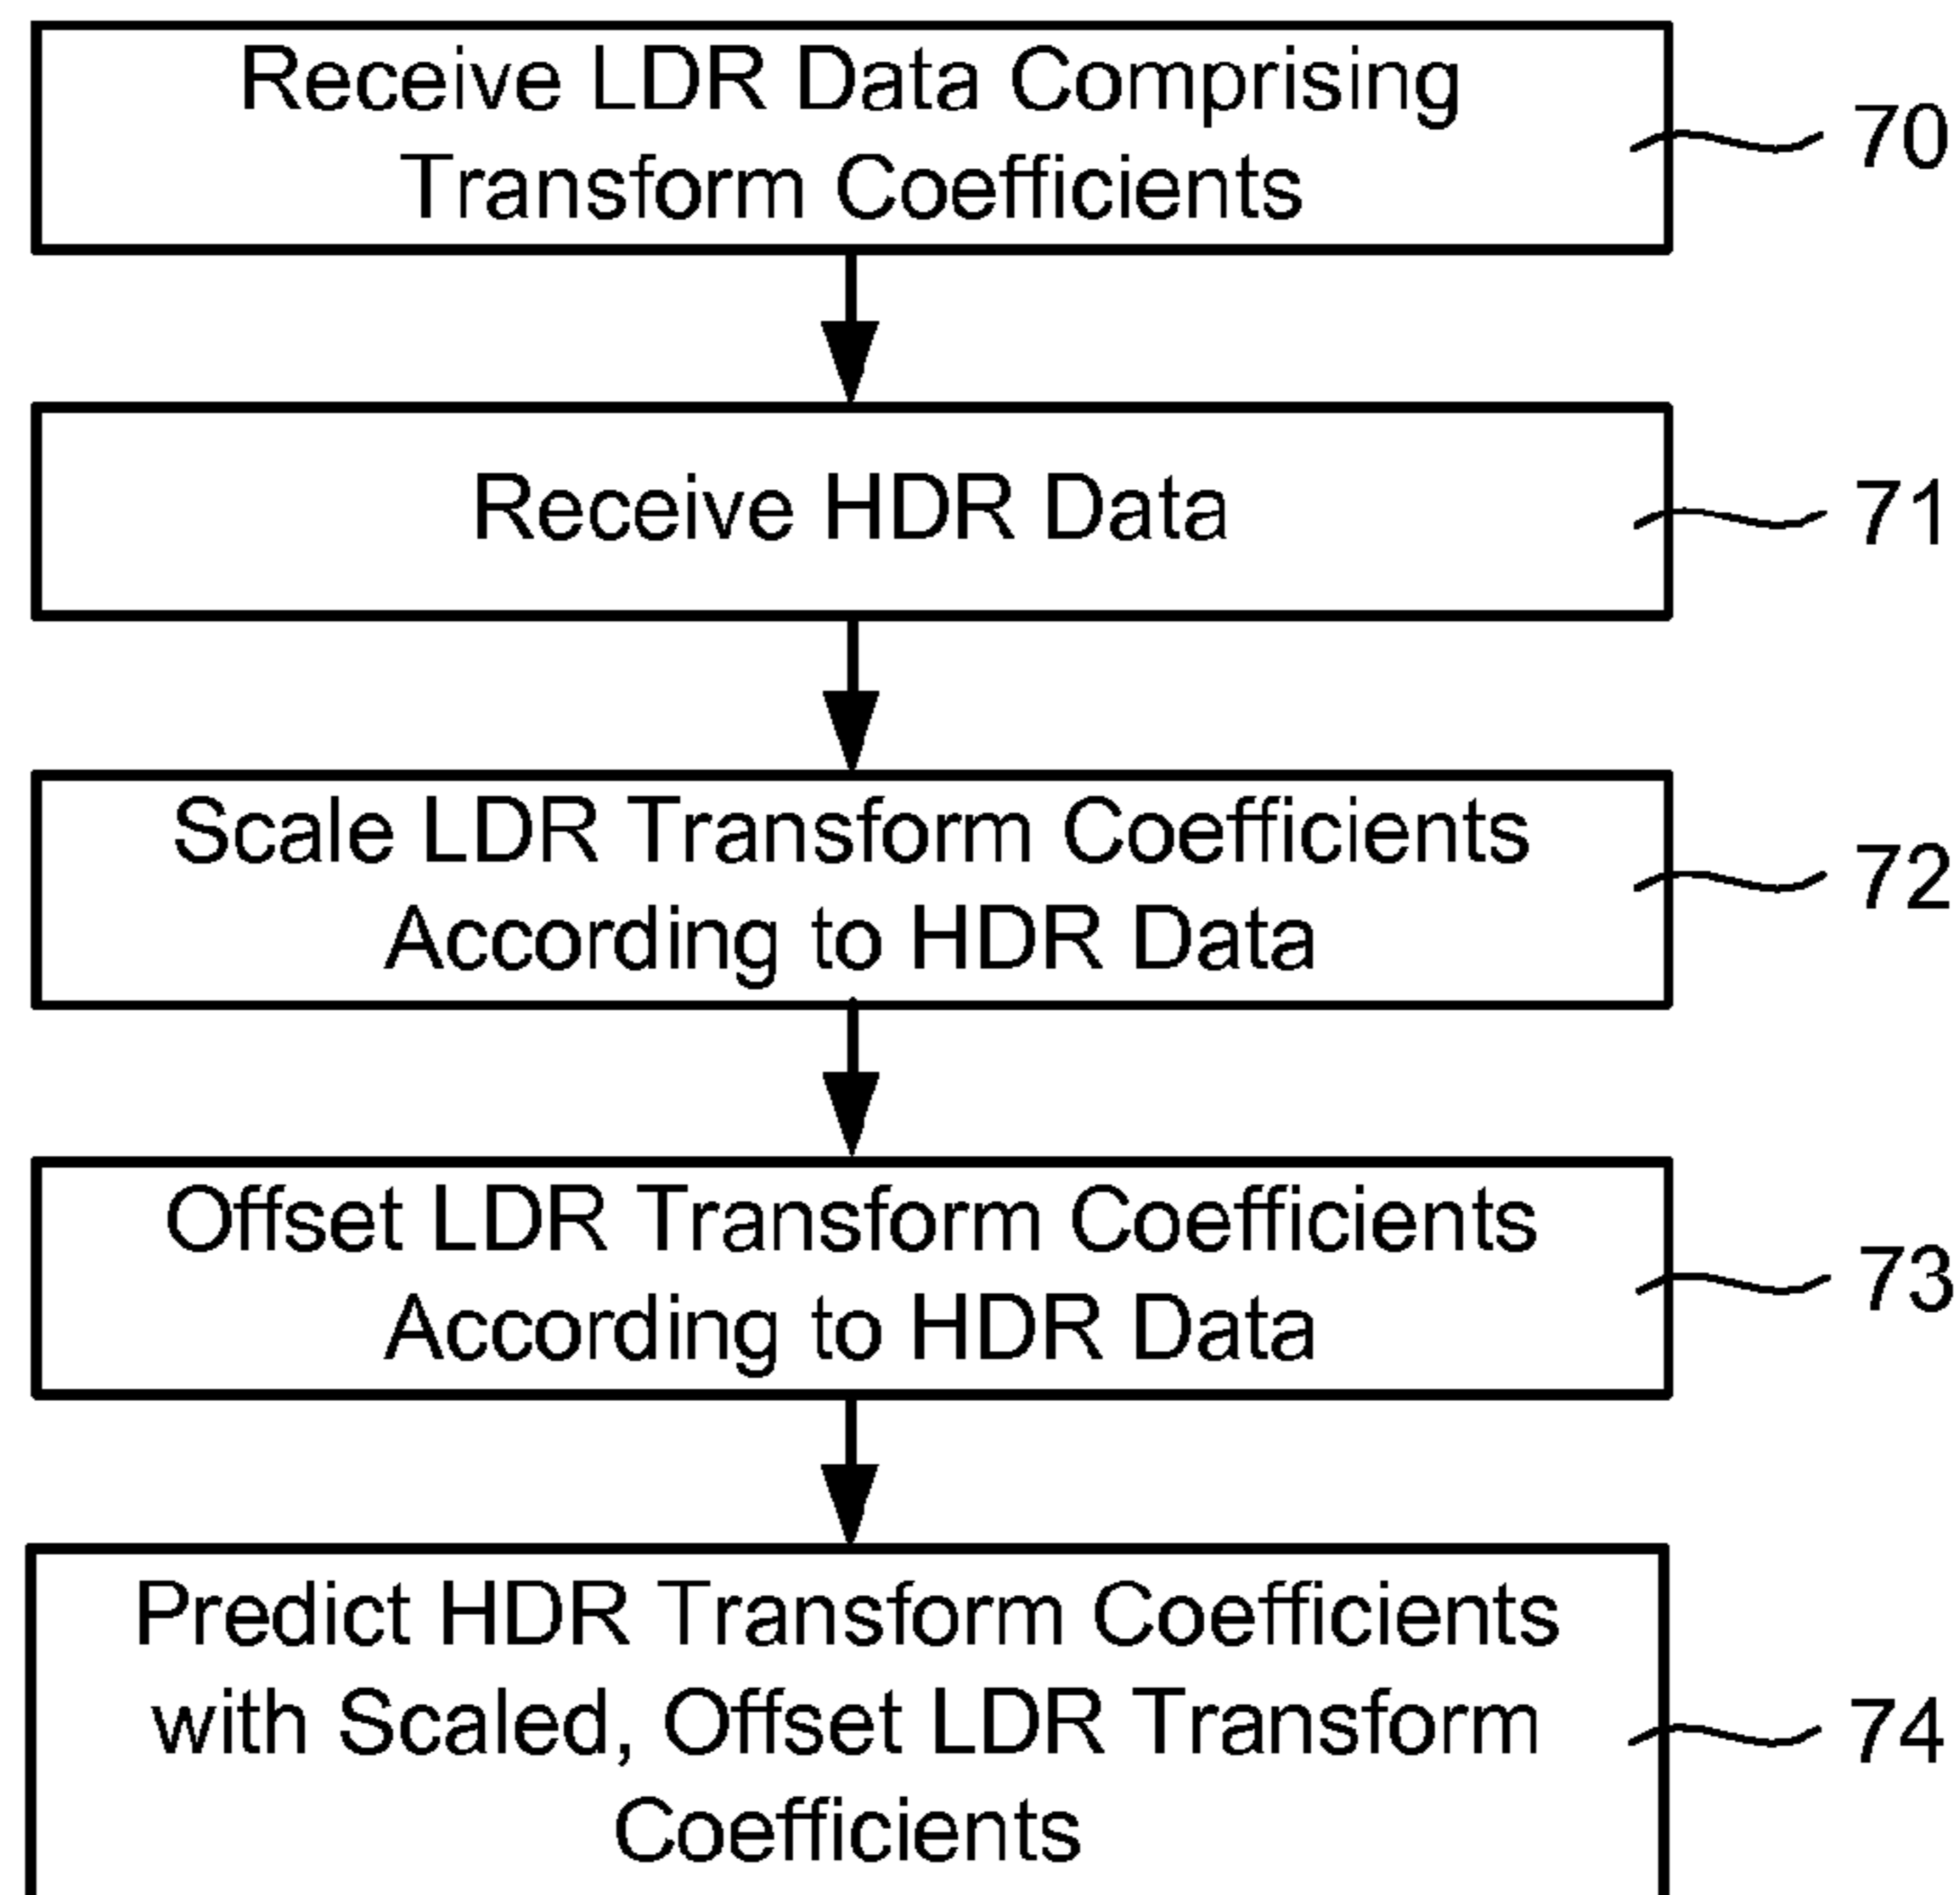 Receive LDR Data Comprising
Transform Coefficients
70
Receive HDR Data
71
Scale LDR Transform Coefficients
According to HDR Data
72
Offset LDR Transform Coefficients
According to HDR Data
73
Predict HDR Transform Coefficients
with Scaled, Offset LDR Transform
Coefficients
74